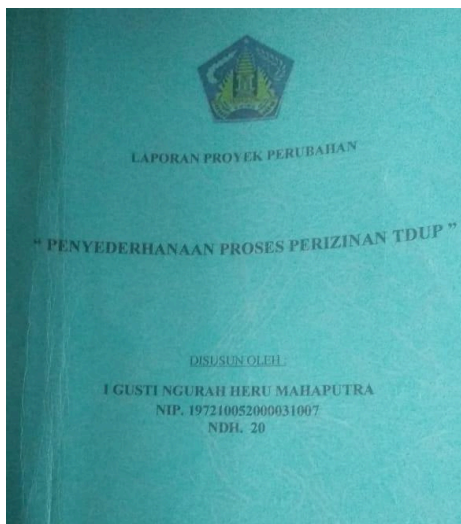 LAPORAN PROYEK PERUBAHAN
“ PENYEDERHANAAN PROSES PERIZINAN TDUP ”
DISUSUN OLEH :
I GUSTI NGURAH HERU MAHAPUTRA
NIP. 197210052000031007
NDH. 20